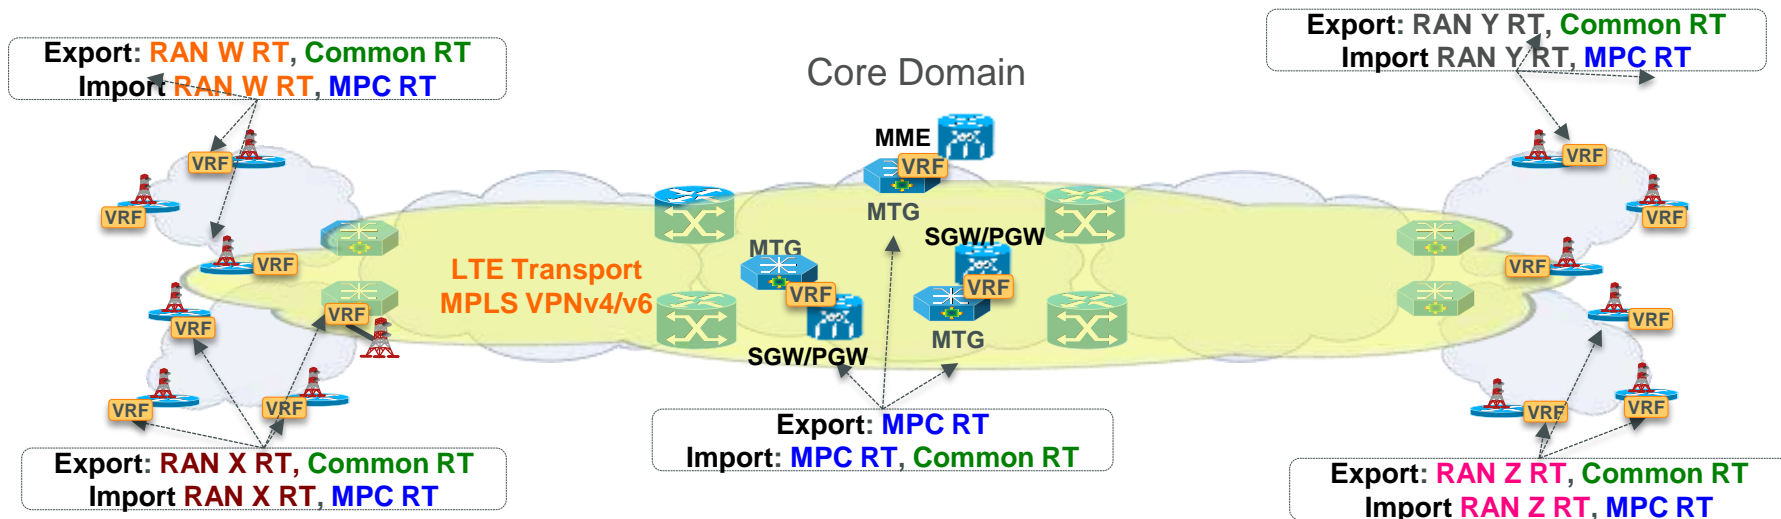 Export: RAN W RT, Common RT
Import RAN W RT, MPC RT
Export: RAN Y RT, Common RT
Import RAN Y RT, MPC RT
Core Domain
MME
VRF
MTG
VRF
VRF
VRF
VRF
VRF
VRF
SGW/PGW
MTG
VRF
VRF
MTG
SGW/PGW
LTE Transport
MPLS VPNv4/v6
VRF
VRF
VRF
VRF
VRF
VRF
VRF
VRF
Export: RAN X RT, Common RT
Import RAN X RT, MPC RT
Export: MPC RT
Import: MPC RT, Common RT
Export: RAN Z RT, Common RT
Import RAN Z RT, MPC RT